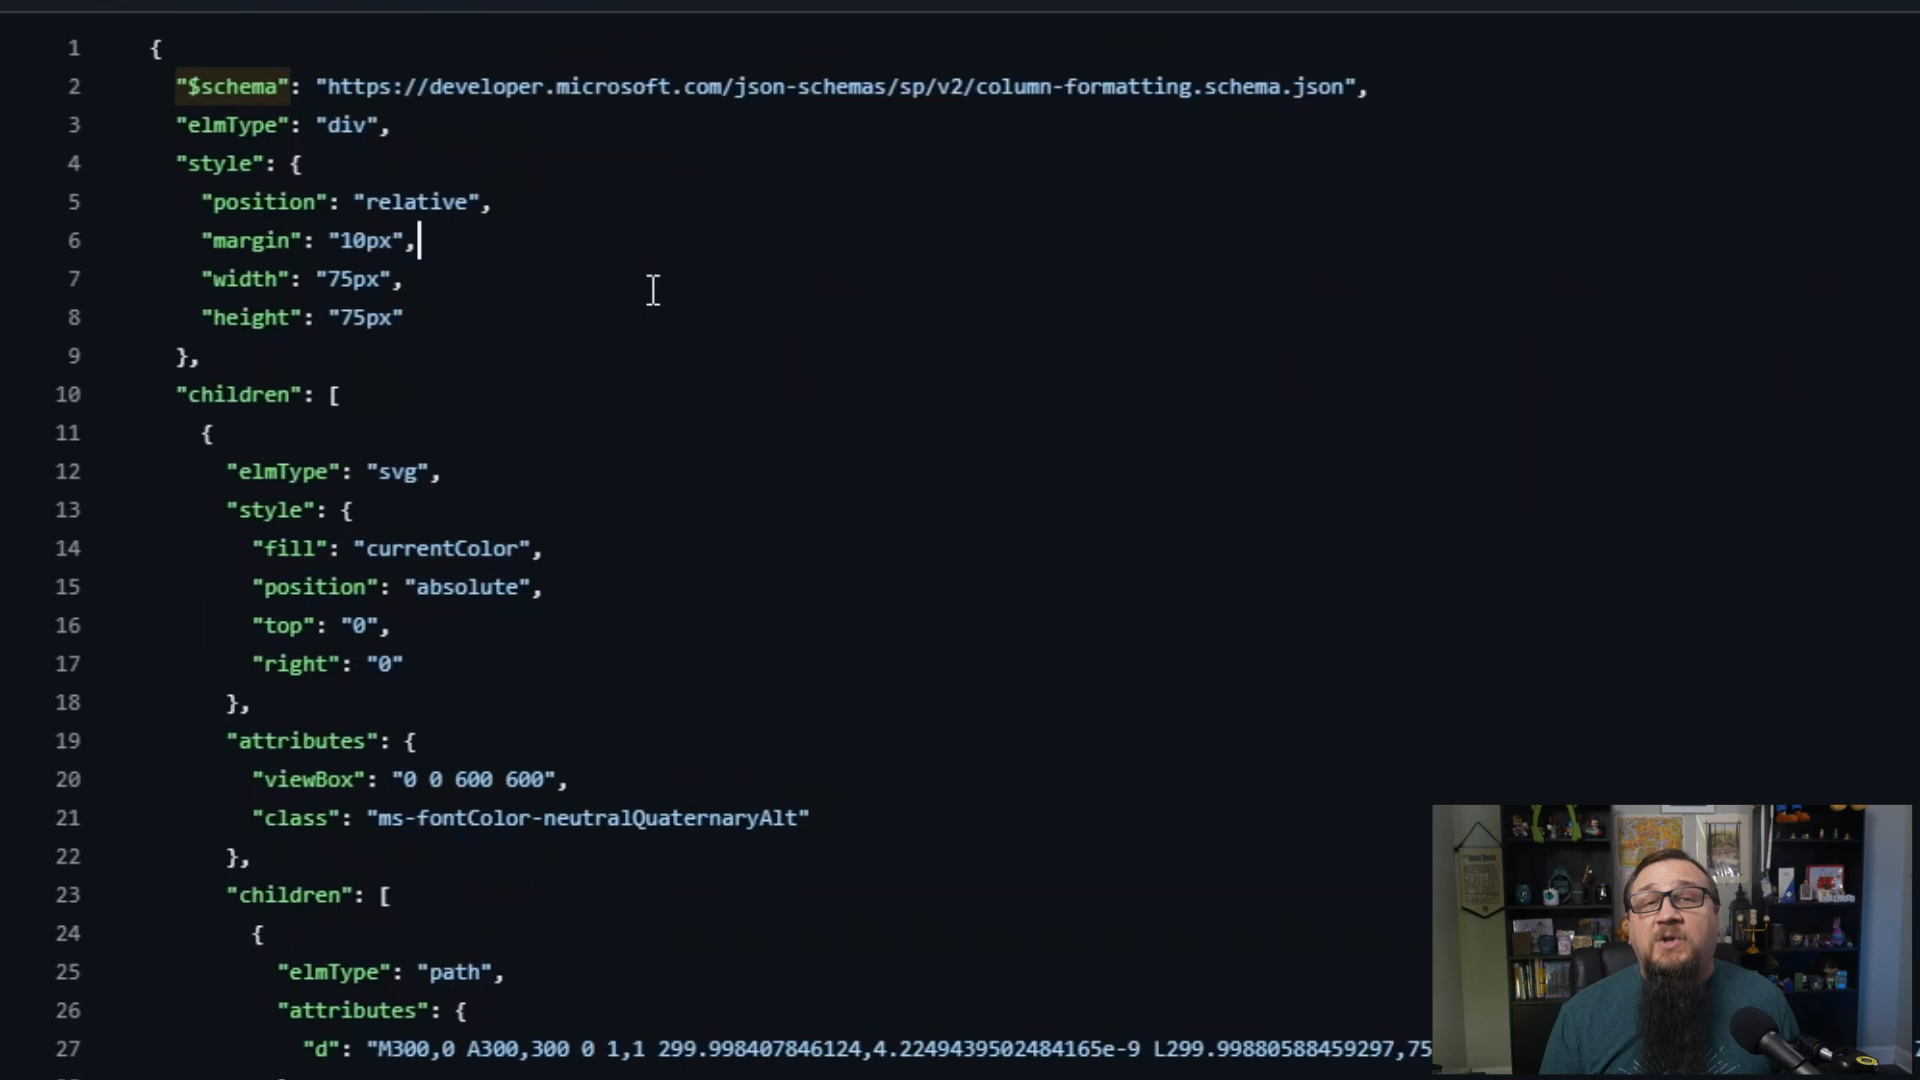 1 {
2 "$schema": "https://developer.microsoft.com/json-schemas/sp/v2/column-formatting.schema.json",
3 "elmType": "div",
4 "style": {
5 "position": "relative",
6 "margin": "10px",
7 "width": "75px",
8 "height": "75px"
9 },
10 "children": [
11 {
12 "elmType": "svg",
13 "style": {
14 "fill": "currentColor",
15 "position": "absolute",
16 "top": "0",
17 "right": "0"
18 },
19 "attributes": {
20 "viewBox": "0 0 600 600",
21 "class": "ms-fontColor-neutralQuaternaryAlt"
22 },
23 "children": [
24 {
25 "elmType": "path",
26 "attributes": {
27 "d": "M300,0 A300,300 0 1,1 299.998407846124,4.2249439502484165e-9 L299.99880588459297,75